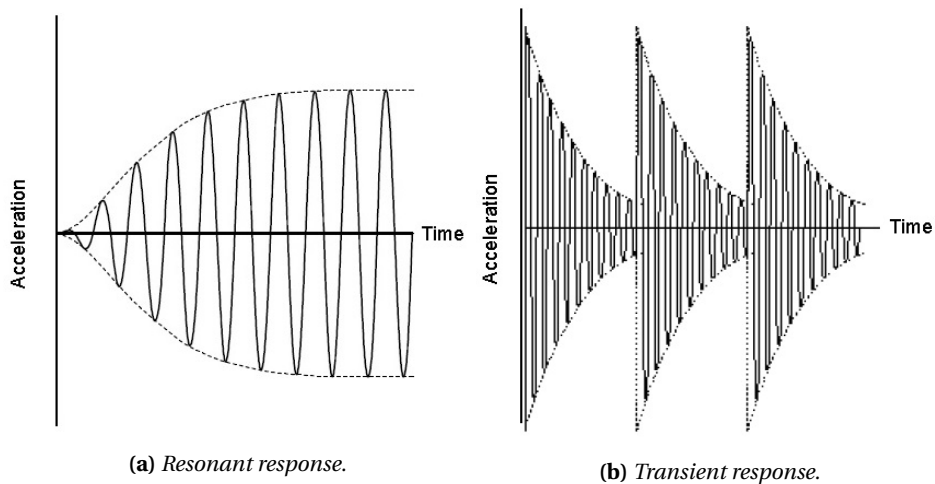 Acceleration
Time
(a) Resonant response.
Acceleration
Time
(b) Transient response.